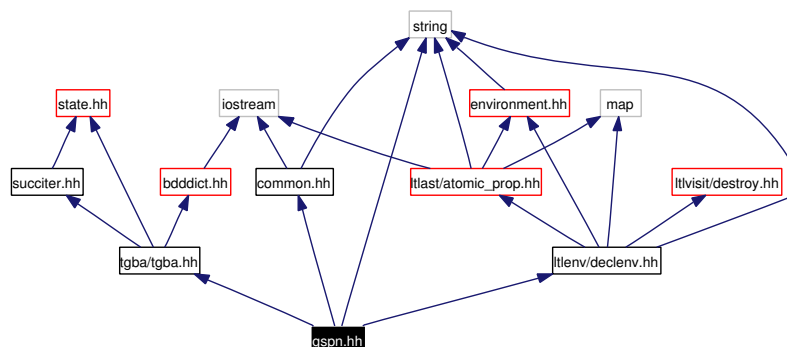 string
state.hh
iostream
environment.hh
map
succiter.hh
bdddict.hh
common.hh
ltlast/atomic_prop.hh
ltlvisit/destroy.hh
tgba/tgba.hh
ltlenv/declenv.hh
gspn.hh